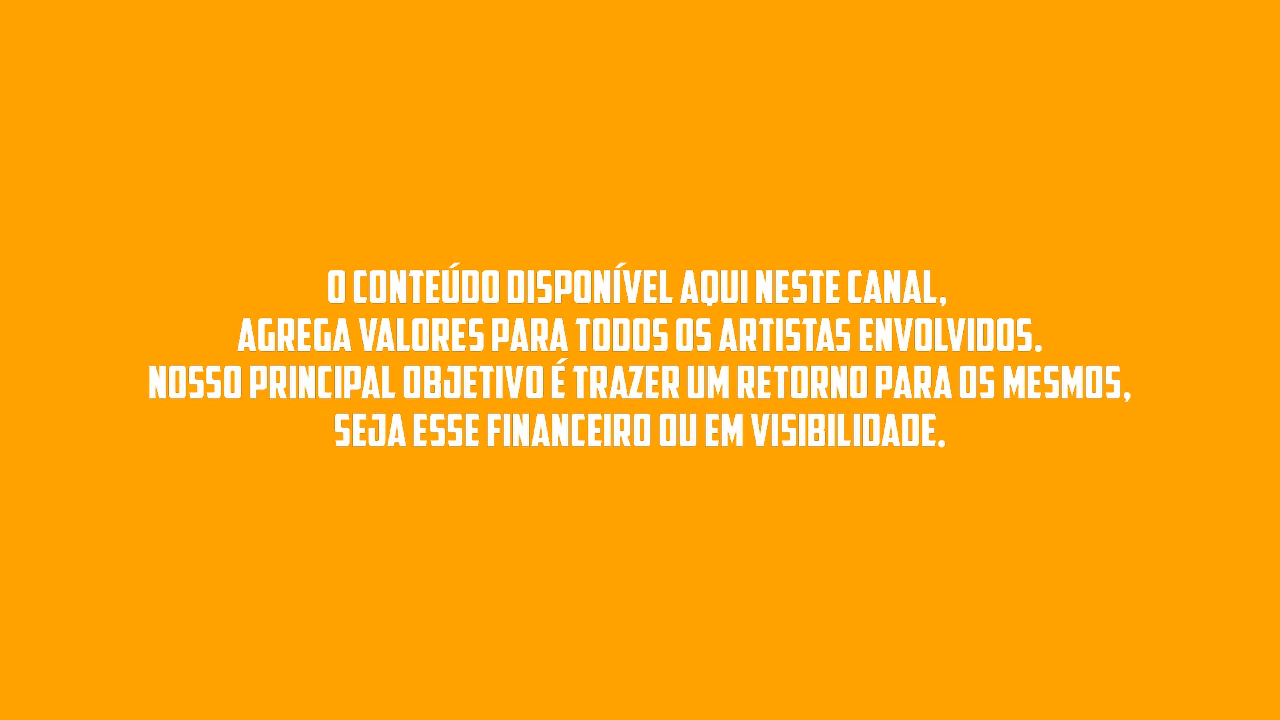 O CONTEÚDO DISPONÍVEL AQUI NESTE CANAL,
AGREGA VALORES PARA TODOS OS ARTISTAS ENVOLVIDOS.
NOSSO PRINCIPAL OBJETIVO É TRAZER UM RETORNO PARA OS MESMOS,
SEJA ESSE FINANCEIRO OU EM VISIBILIDADE.